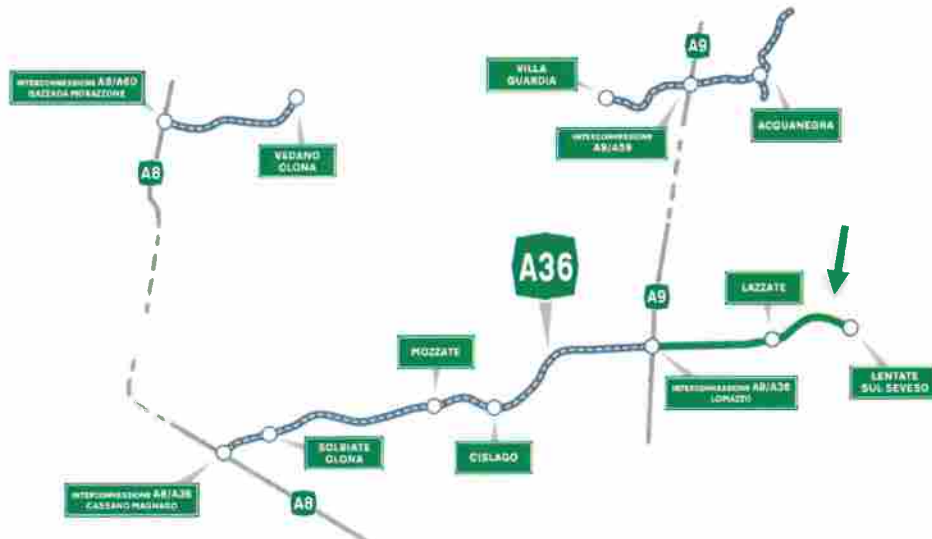 A9
VILLA
GUARDIA
INTERCONNESSIONE A8/A60
GAZZADA MORAZZONE
ACQUANEGRA
INTERCONNESSIONE
A9/A59
VEDANO
OLONA
A8
A36
LAZZATE
A9
MOZZATE
LENTATE
SUL SEVESO
INTERCONNESSIONE A9/A36
LOMAZZO
SOLBIATE
OLONA
CISLAGO
INTERCONNESSIONE A8/A36
CASSANO MAGNAGO
A8